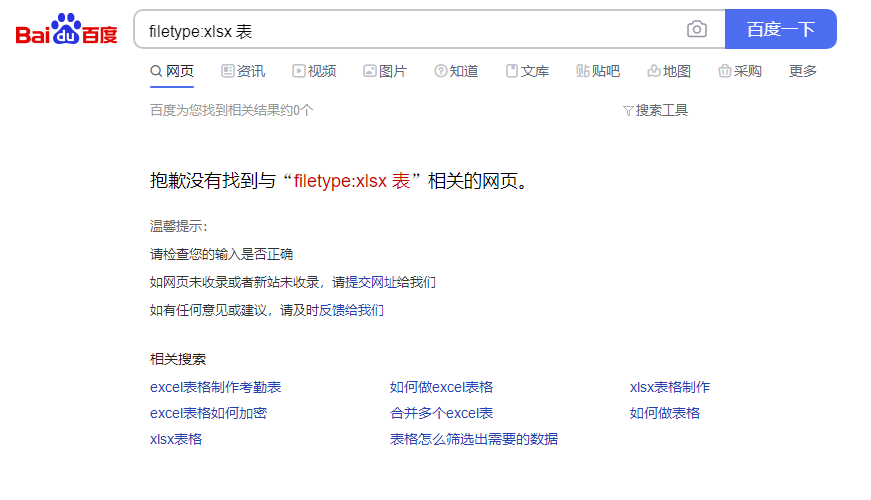 Bai du 百度 filetype:xlsx 表 百度一下
网页 资讯 视频 图片 知道 文库 贴吧 地图 采购 更多
百度为您找到相关结果约0个 搜索工具
抱歉没有找到与“filetype:xlsx 表”相关的网页。
温馨提示：
请检查您的输入是否正确
如网页未收录或者新站未收录，请提交网址给我们
如有任何意见或建议，请及时反馈给我们
相关搜索
excel表格制作考勤表 如何做excel表格 xlsx表格制作
excel表格如何加密 合并多个excel表 如何做表格
xlsx表格 表格怎么筛选出需要的数据